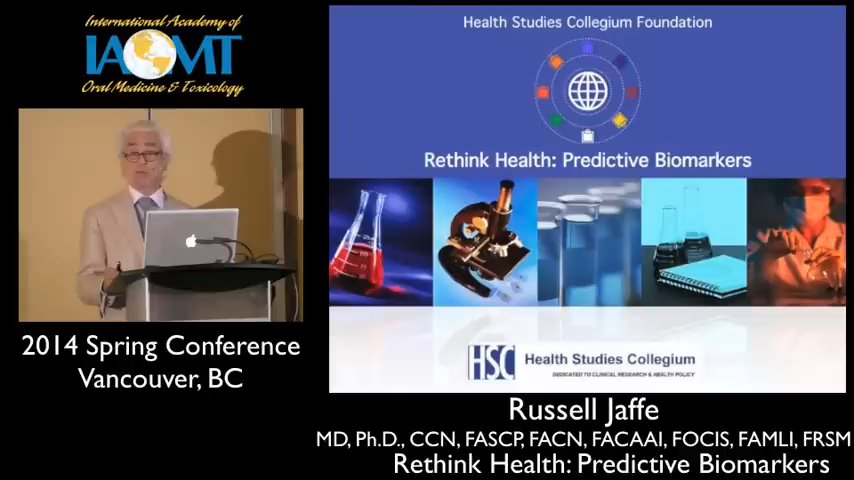 International Academy of
IAOMT
Oral Medicine & Toxicology
2014 Spring Conference
Vancouver, BC
Health Studies Collegium Foundation
Rethink Health: Predictive Biomarkers
HSC Health Studies Collegium
DEDICATED TO CLINICAL RESEARCH & HEALTH POLICY
Russell Jaffe
MD, Ph.D., CCN, FASCP, FACN, FACAAI, FOCIS, FAMLI, FRSM
Rethink Health: Predictive Biomarkers